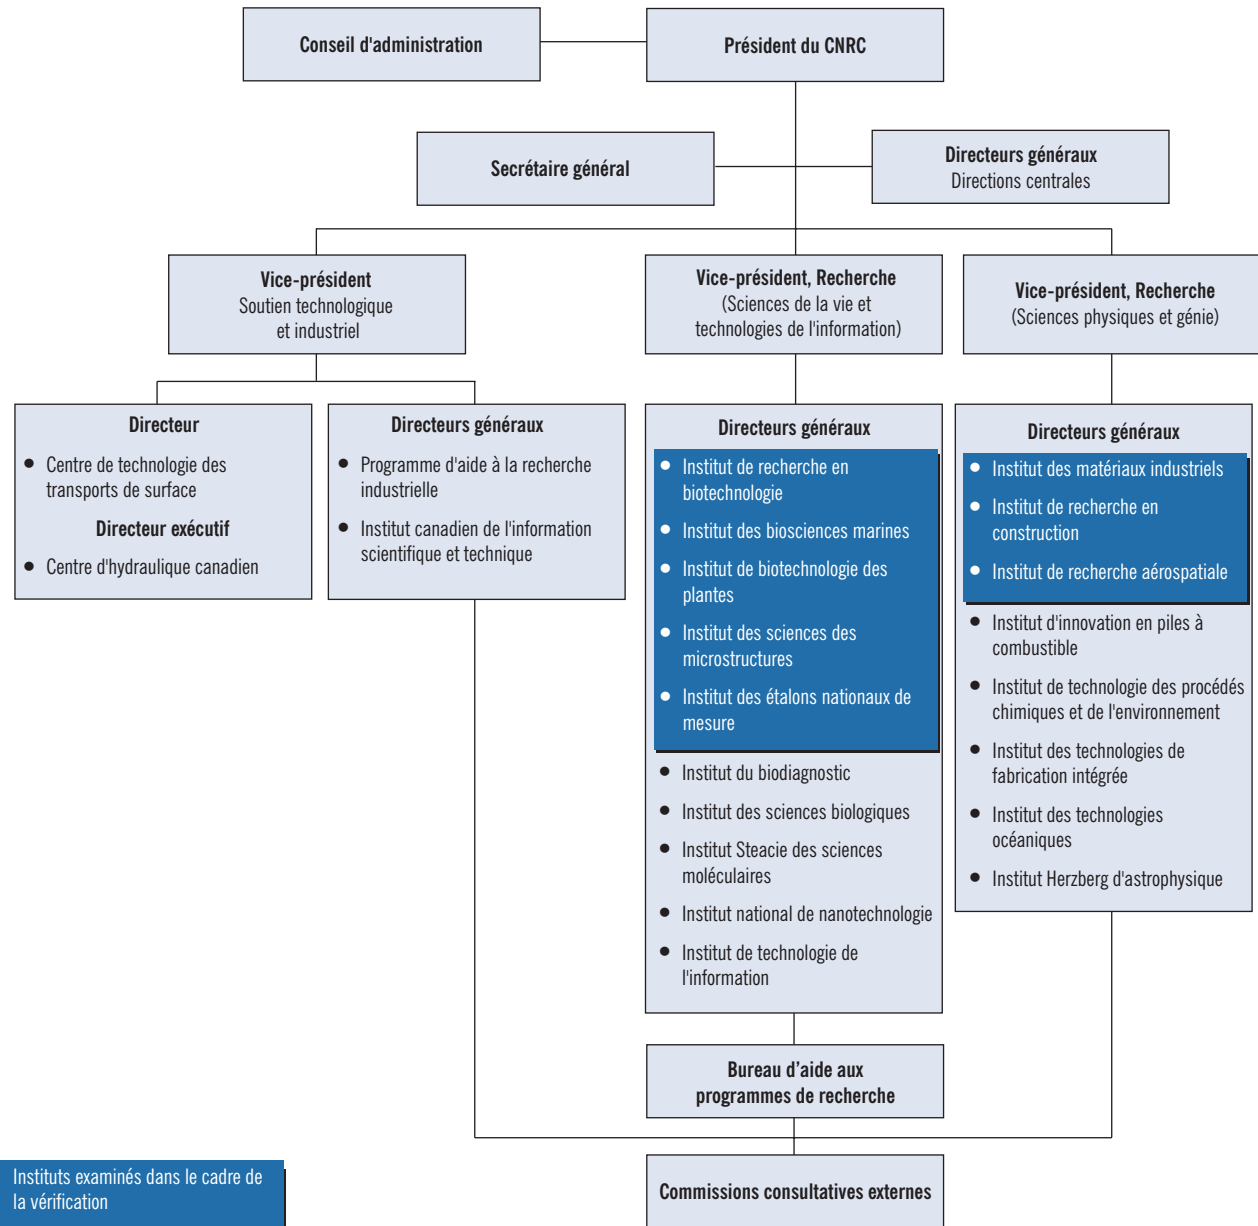 Conseil d'administration
Président du CNRC
Secrétaire général
Directeurs généraux
Directions centrales
Vice-président
Soutien technologique
et industriel
Vice-président, Recherche
(Sciences de la vie et
technologies de l'information)
Vice-président, Recherche
(Sciences physiques et génie)
Directeur
• Centre de technologie des
transports de surface
Directeur exécutif
• Centre d'hydraulique canadien
Directeurs généraux
• Programme d'aide à la recherche
industrielle
• Institut canadien de l'information
scientifique et technique
Directeurs généraux
• Institut de recherche en
biotechnologie
• Institut des biosciences marines
• Institut de biotechnologie des
plantes
• Institut des sciences des
microstructures
• Institut des étalons nationaux de
mesure
• Institut du biodiagnostic
• Institut des sciences biologiques
• Institut Steacie des sciences
moléculaires
• Institut national de nanotechnologie
• Institut de technologie de
l'information
Directeurs généraux
• Institut des matériaux industriels
• Institut de recherche en
construction
• Institut de recherche aérospatiale
• Institut d'innovation en piles à
combustible
• Institut de technologie des procédés
chimiques et de l'environnement
• Institut des technologies de
fabrication intégrée
• Institut des technologies
océaniques
• Institut Herzberg d'astrophysique
Bureau d’aide aux
programmes de recherche
Commissions consultatives externes
Instituts examinés dans le cadre de
la vérification